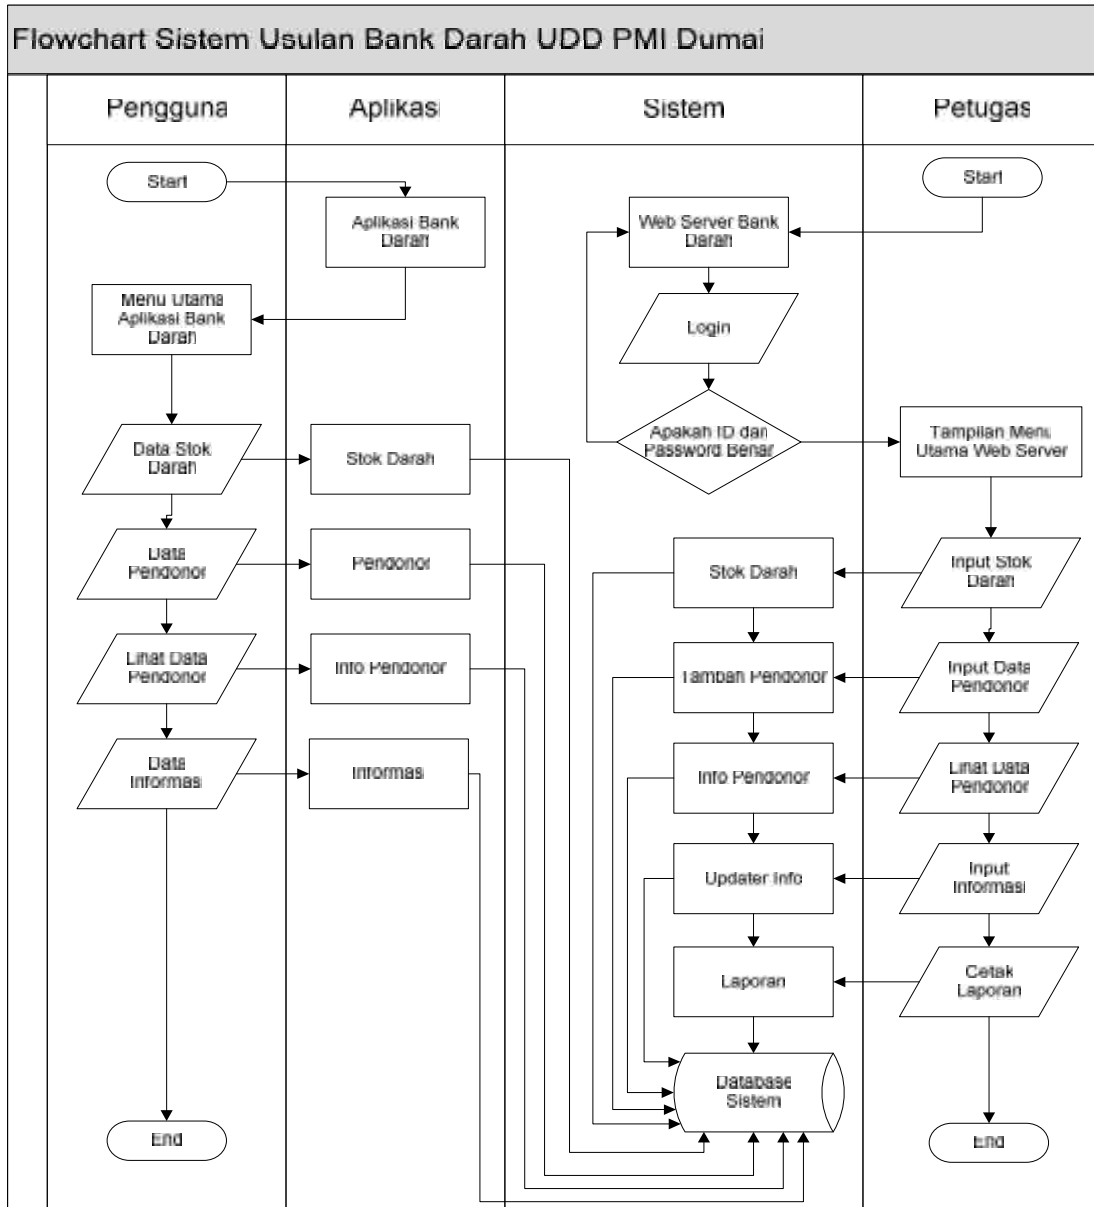 Flowchart Sistem Usulan Bank Darah UDD PMI Dumai
Pengguna
Aplikasi
Sistem
Petugas
Start
Start
Aplikasi Bank
Darah
Web Server Bank
Darah
Menu Utama
Aplikasi Bank
Darah
Login
Apakah ID dan
Password Benar
Tampilan Menu
Utama Web Server
Data Stok
Darah
Stok Darah
Data
Pendonor
Pendonor
Stok Darah
Input Stok
Darah
Lihat Data
Pendonor
Info Pendonor
Tambah Pendonor
Input Data
Pendonor
Data
Informasi
Informasi
Info Pendonor
Lihat Data
Pendonor
Updater Info
Input
Informasi
Laporan
Cetak
Laporan
Database
Sistem
End
End